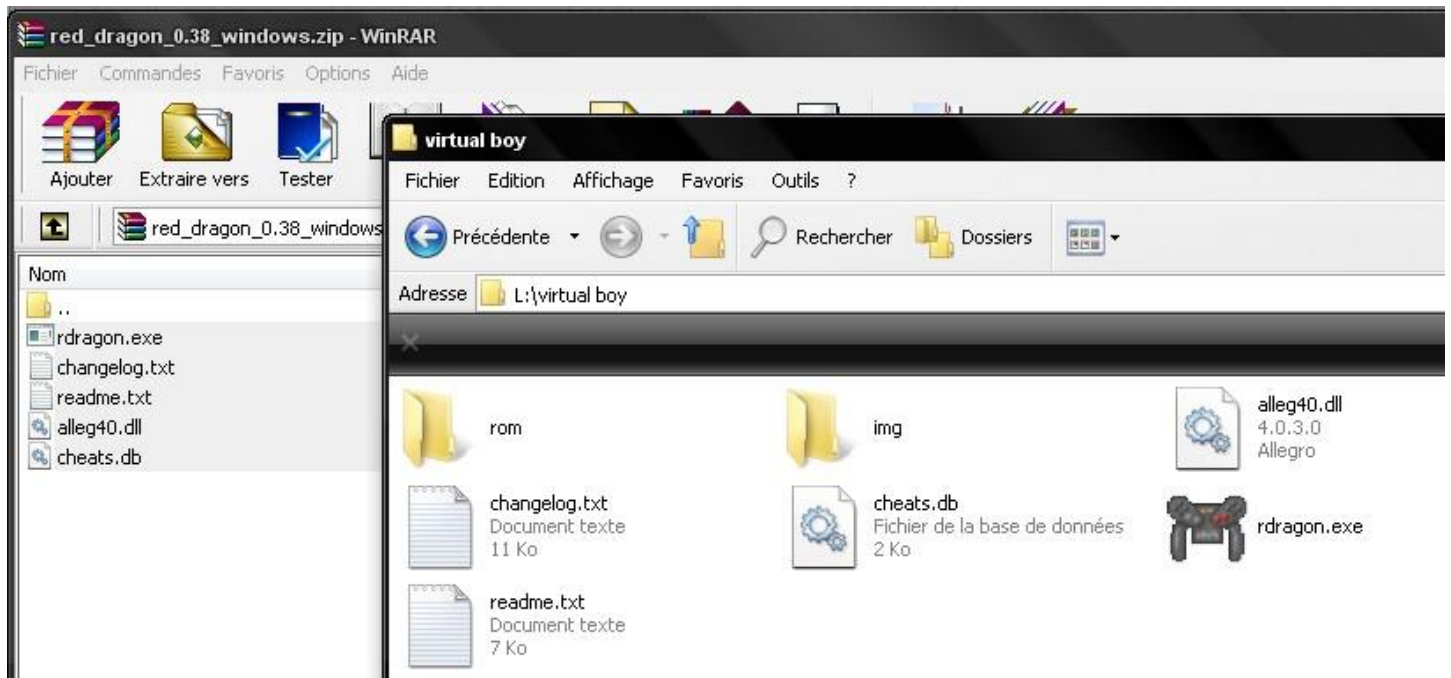 red_dragon_0.38_windows.zip - WinRAR
Fichier Commandes Favoris Options Aide
Ajouter Extraire vers Tester
red_dragon_0.38_windows
Nom
..
rdragon.exe
changelog.txt
readme.txt
alleg40.dll
cheats.db
virtual boy
Fichier Edition Affichage Favoris Outils ?
Précédente Rechercher Dossiers
Adresse L:\virtual boy
rom
img
alleg40.dll
4.0.3.0
Allegro
changelog.txt
Document texte
11 Ko
cheats.db
Fichier de la base de données
2 Ko
rdragon.exe
readme.txt
Document texte
7 Ko